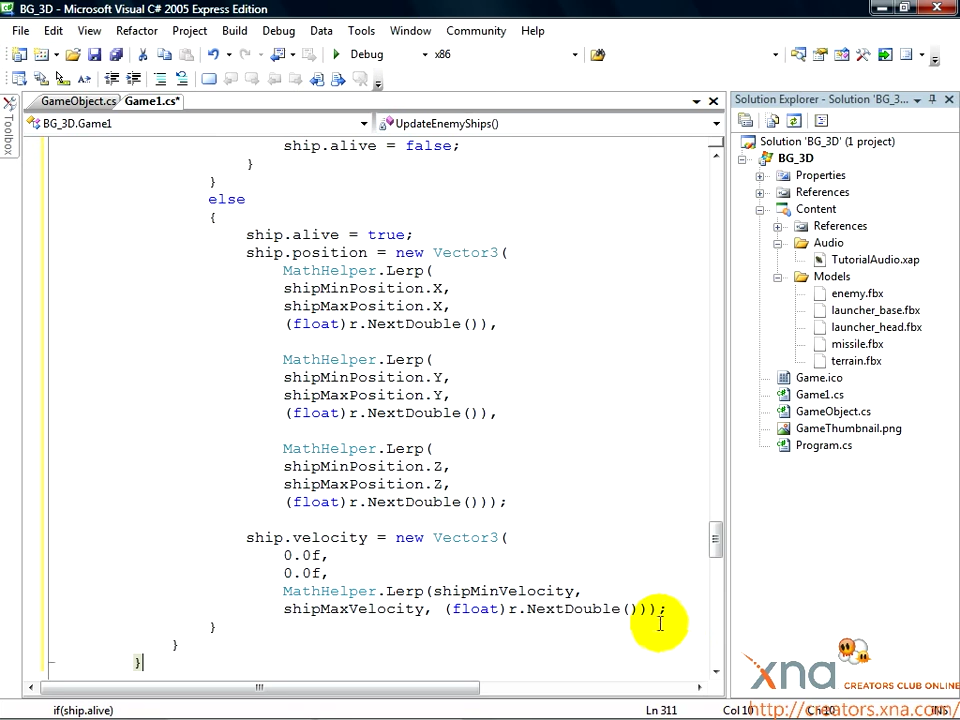 BG_3D - Microsoft Visual C# 2005 Express Edition
File Edit View Refactor Project Build Debug Data Tools Window Community Help
Debug x86
GameObject.cs Game1.cs*
BG_3D.Game1 UpdateEnemyShips()
Toolbox
ship.alive = false;
}
}
else
{
ship.alive = true;
ship.position = new Vector3(
MathHelper.Lerp(
shipMinPosition.X,
shipMaxPosition.X,
(float)r.NextDouble()),
MathHelper.Lerp(
shipMinPosition.Y,
shipMaxPosition.Y,
(float)r.NextDouble()),
MathHelper.Lerp(
shipMinPosition.Z,
shipMaxPosition.Z,
(float)r.NextDouble()));
ship.velocity = new Vector3(
0.0f,
0.0f,
MathHelper.Lerp(shipMinVelocity,
shipMaxVelocity, (float)r.NextDouble()));
}
}
}
Solution Explorer - Solution 'BG_3...
Solution 'BG_3D' (1 project)
BG_3D
Properties
References
Content
References
Audio
TutorialAudio.xap
Models
enemy.fbx
launcher_base.fbx
launcher_head.fbx
missile.fbx
terrain.fbx
Game.ico
Game1.cs
GameObject.cs
GameThumbnail.png
Program.cs
xna CREATORS CLUB ONLINE
if(ship.alive) Ln 311 Col 10 Ch 10 INS
http://creators.xna.com/